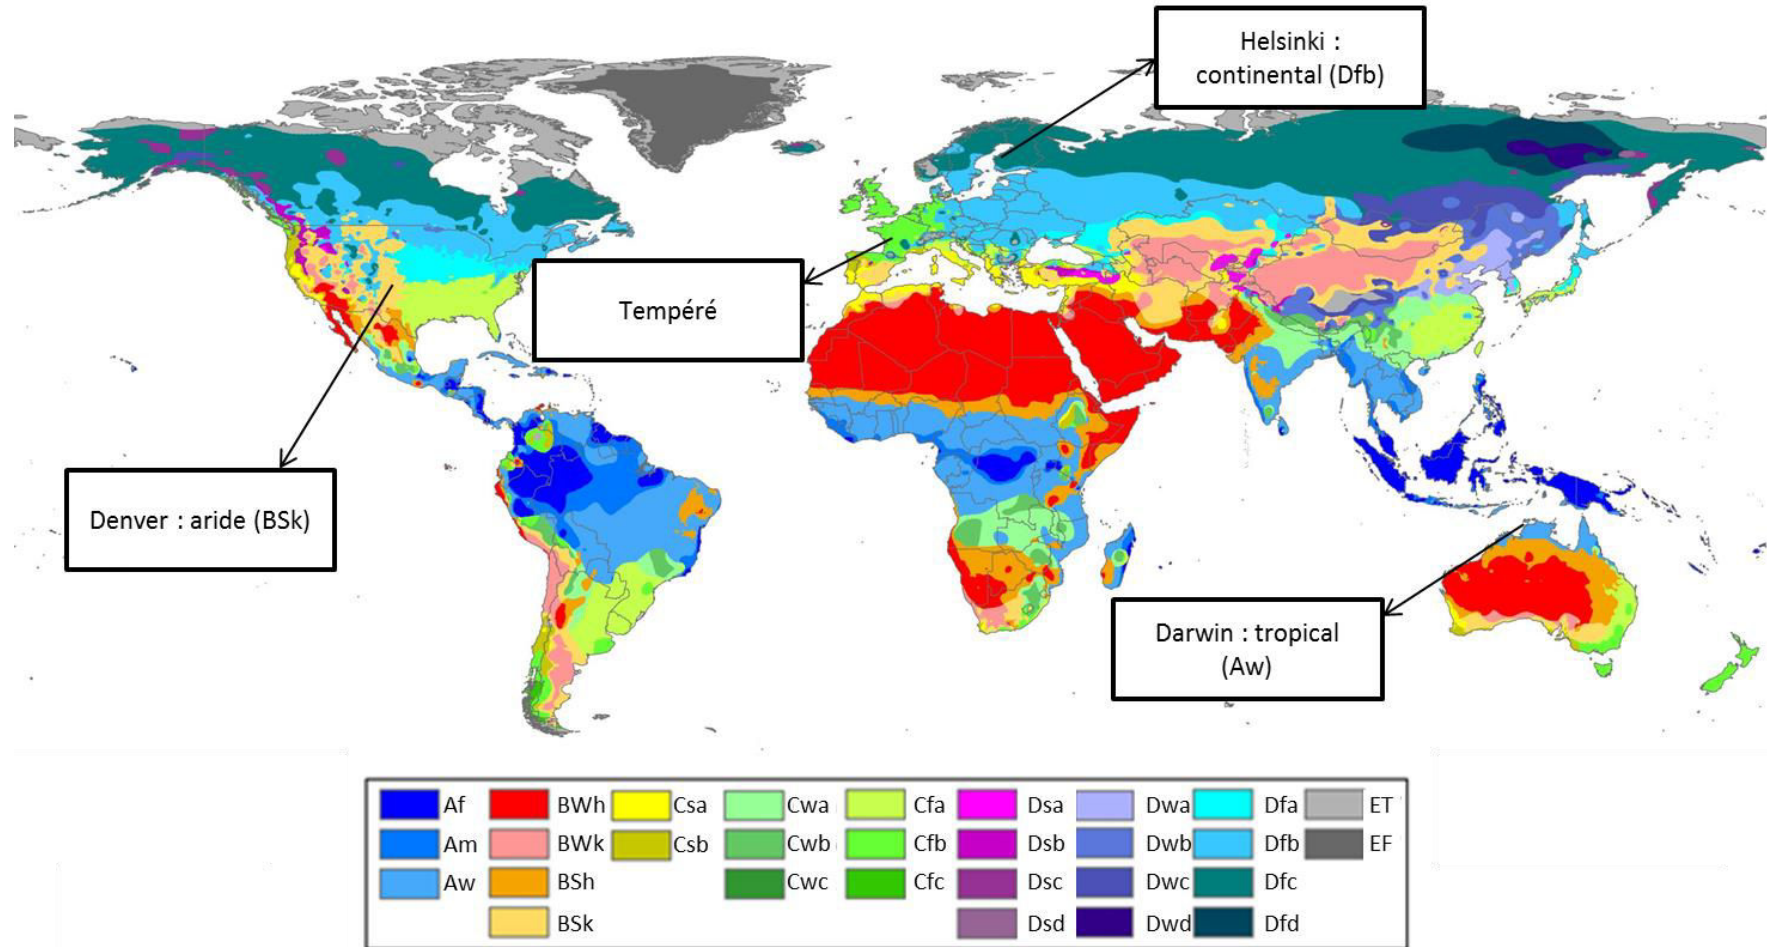 Helsinki :
continental (Dfb)
Tempéré
Denver : aride (BSk)
Darwin : tropical
(Aw)
Af BWh Csa Cwa Cfa Dsa Dwa Dfa ET
Am BWk Csb Cwb Cfb Dsb Dwb Dfb EF
Aw BSh Cwc Cfc Dsc Dwc Dfc
BSk Dsd Dwd Dfd